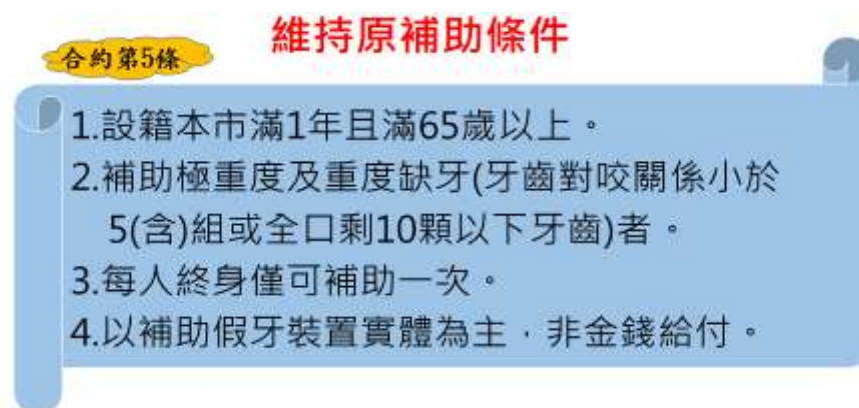 維持原補助條件
合約第5條
1.設籍本市滿1年且滿65歲以上。
2.補助極重度及重度缺牙(牙齒對咬關係小於
5(含)組或全口剩10顆以下牙齒)者。
3.每人終身僅可補助一次。
4.以補助假牙裝置實體為主，非金錢給付。